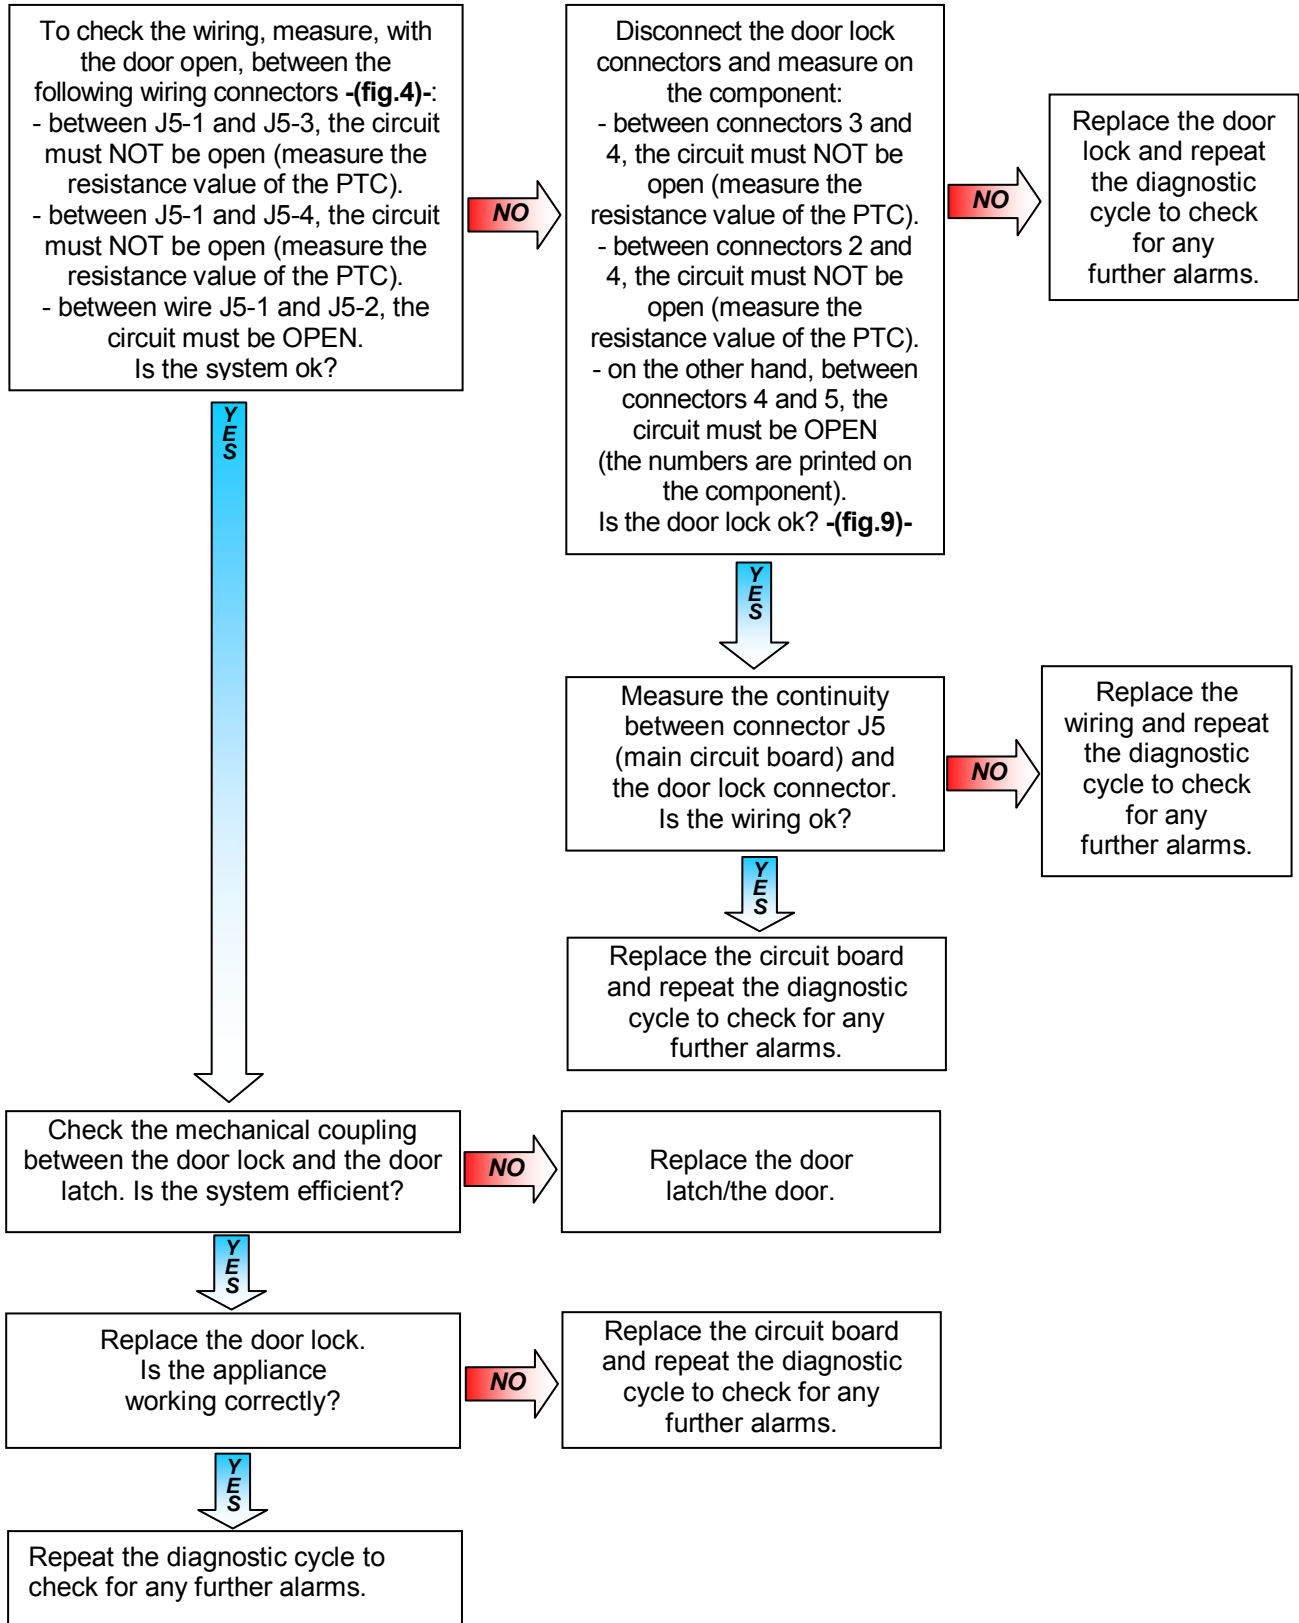 To check the wiring, measure, with
the door open, between the
following wiring connectors -(fig.4)-:
- between J5-1 and J5-3, the circuit
must NOT be open (measure the
resistance value of the PTC).
- between J5-1 and J5-4, the circuit
must NOT be open (measure the
resistance value of the PTC).
- between wire J5-1 and J5-2, the
circuit must be OPEN.
Is the system ok?
NO
Disconnect the door lock
connectors and measure on
the component:
- between connectors 3 and
4, the circuit must NOT be
open (measure the
resistance value of the PTC).
- between connectors 2 and
4, the circuit must NOT be
open (measure the
resistance value of the PTC).
- on the other hand, between
connectors 4 and 5, the
circuit must be OPEN
(the numbers are printed on
the component).
Is the door lock ok? -(fig.9)-
NO
Replace the door
lock and repeat
the diagnostic
cycle to check
for any
further alarms.
YES
YES
Measure the continuity
between connector J5
(main circuit board) and
the door lock connector.
Is the wiring ok?
NO
Replace the
wiring and repeat
the diagnostic
cycle to check
for any
further alarms.
YES
Replace the circuit board
and repeat the diagnostic
cycle to check for any
further alarms.
Check the mechanical coupling
between the door lock and the door
latch. Is the system efficient?
NO
Replace the door
latch/the door.
YES
Replace the door lock.
Is the appliance
working correctly?
NO
Replace the circuit board
and repeat the diagnostic
cycle to check for any
further alarms.
YES
Repeat the diagnostic cycle to
check for any further alarms.